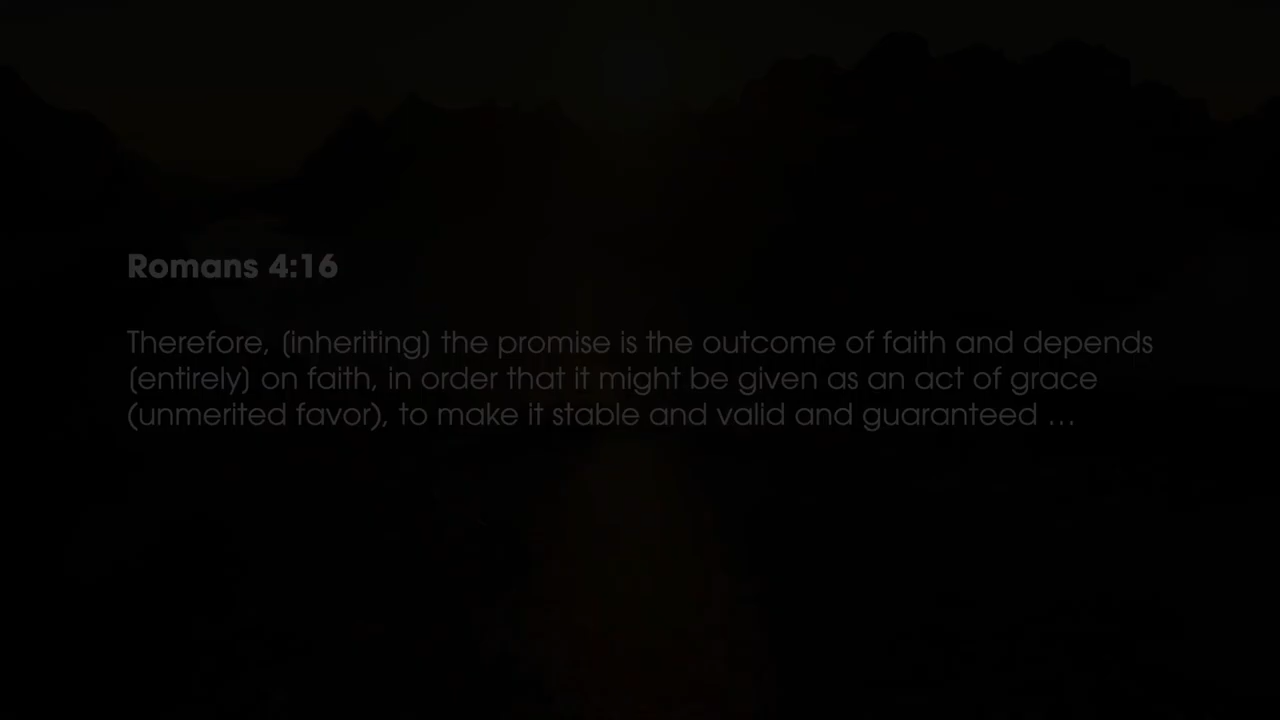 Romans 4:16
Therefore, (inheriting) the promise is the outcome of faith and depends
(entirely) on faith, in order that it might be given as an act of grace
(unmerited favor), to make it stable and valid and guaranteed ...